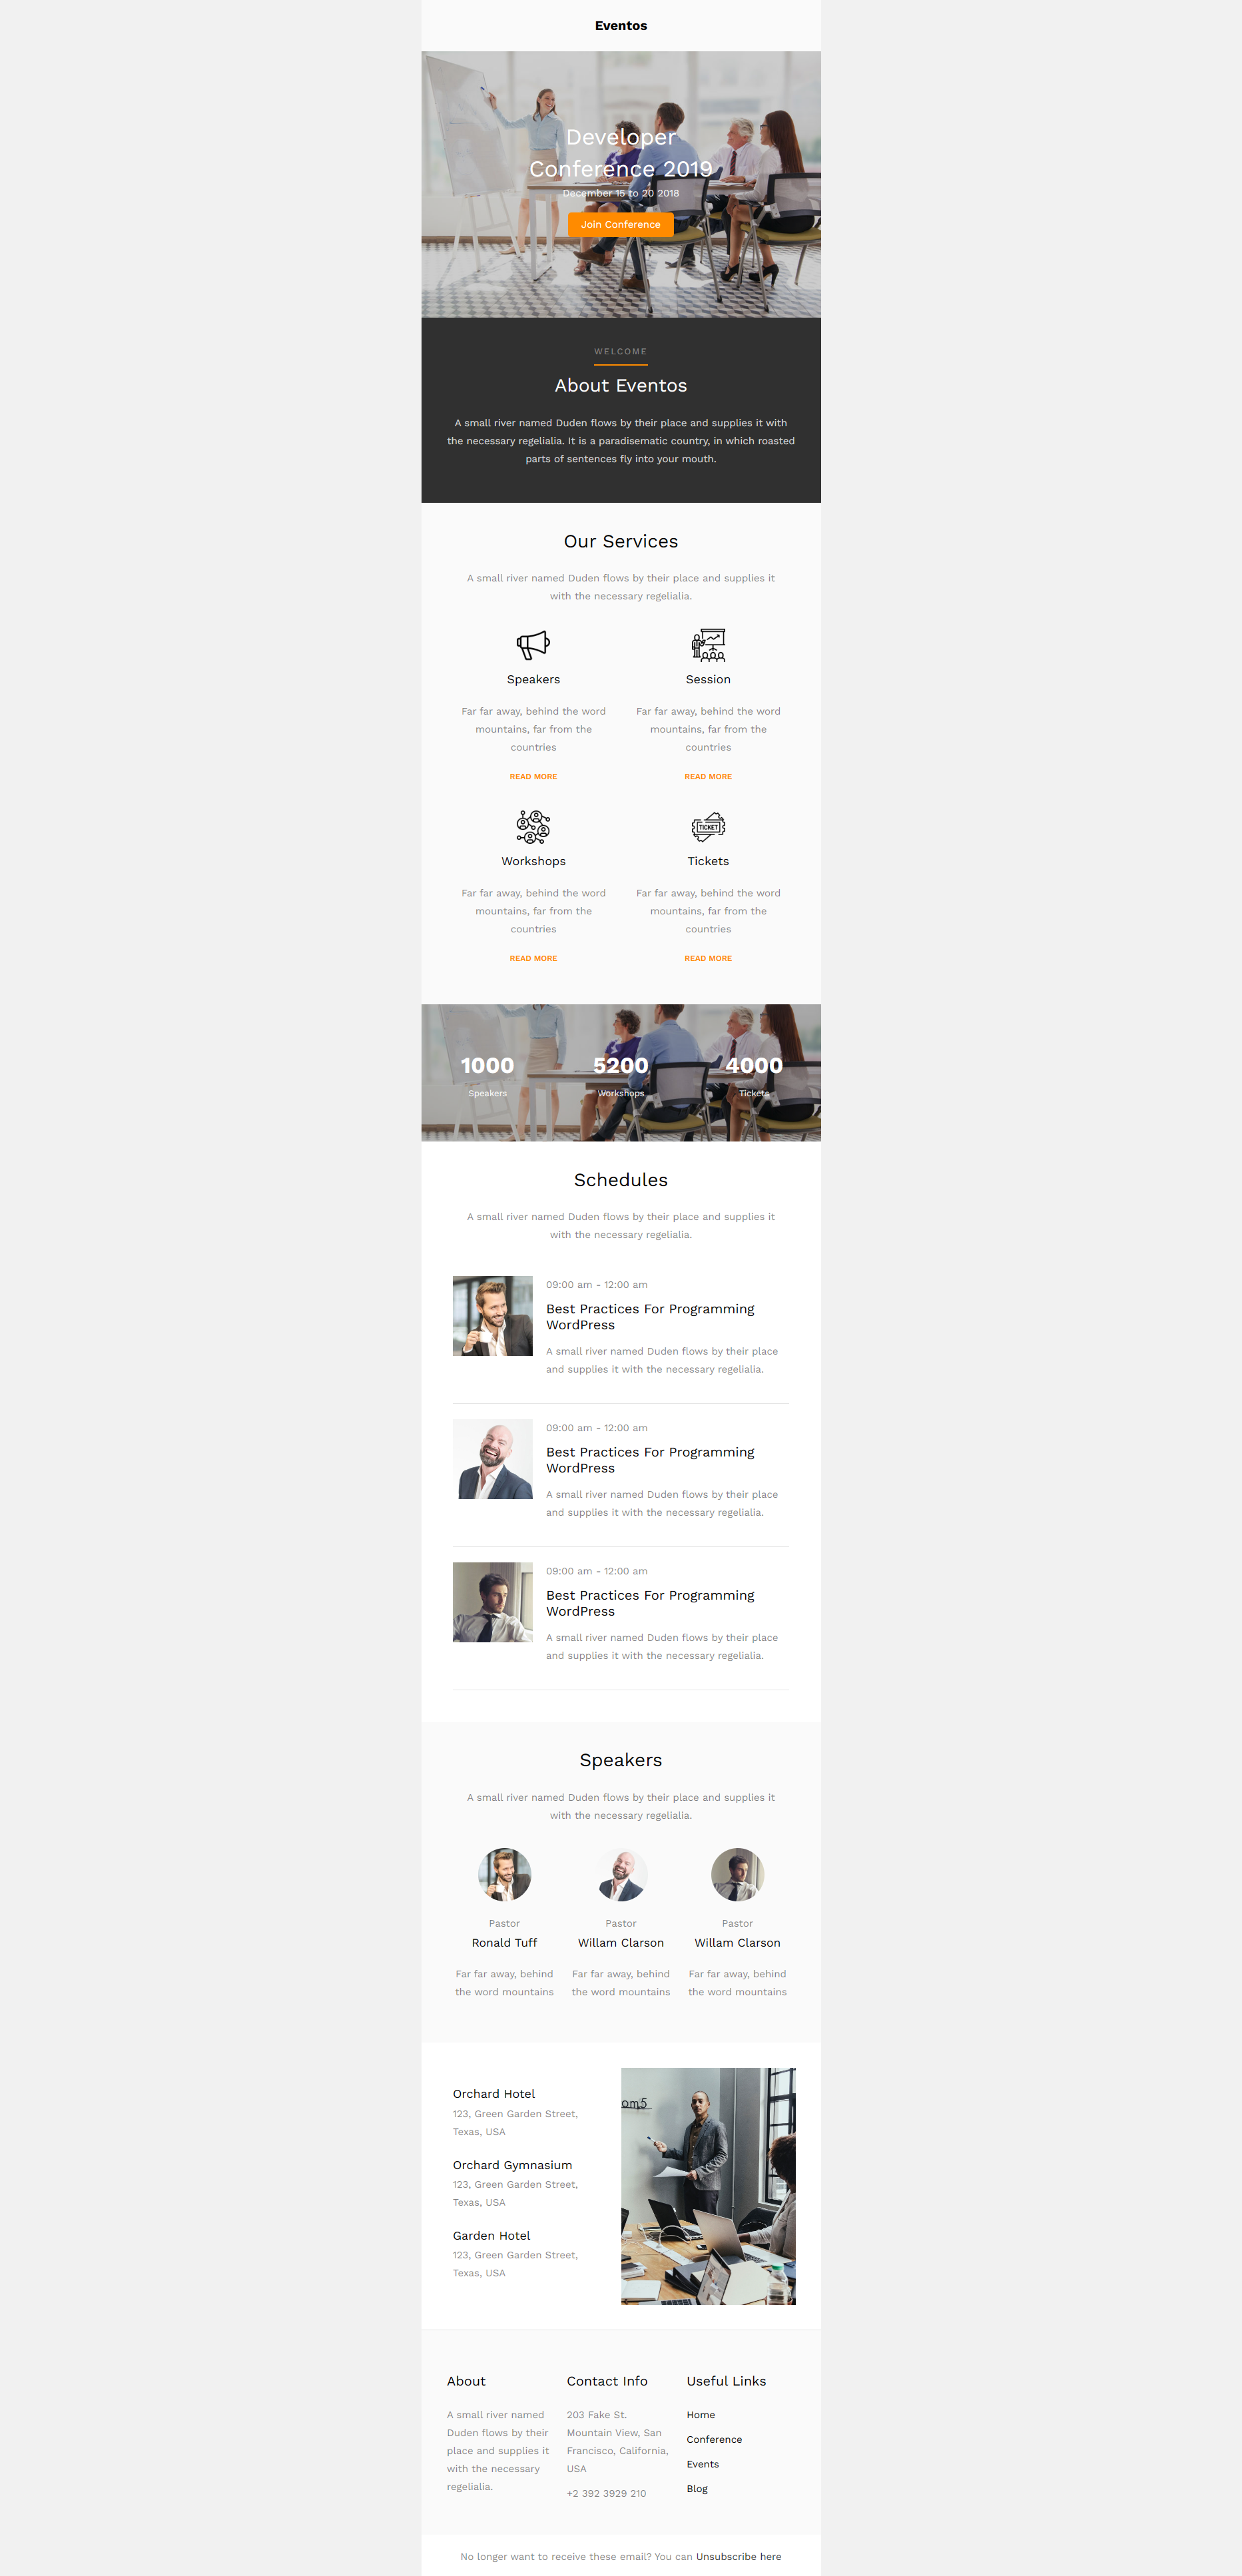 Eventos
Developer
Conference 2019
December 15 to 20 2018
Join Conference
WELCOME
About Eventos
A small river named Duden flows by their place and supplies it with
the necessary regelialia. It is a paradisematic country, in which roasted
parts of sentences fly into your mouth.
Our Services
A small river named Duden flows by their place and supplies it
with the necessary regelialia.
Speakers
Far far away, behind the word
mountains, far from the
countries
READ MORE
Session
Far far away, behind the word
mountains, far from the
countries
READ MORE
Workshops
Far far away, behind the word
mountains, far from the
countries
READ MORE
TICKET
Tickets
Far far away, behind the word
mountains, far from the
countries
READ MORE
1000
Speakers
5200
Workshops
4000
Tickets
Schedules
A small river named Duden flows by their place and supplies it
with the necessary regelialia.
09:00 am - 12:00 am
Best Practices For Programming
WordPress
A small river named Duden flows by their place
and supplies it with the necessary regelialia.
09:00 am - 12:00 am
Best Practices For Programming
WordPress
A small river named Duden flows by their place
and supplies it with the necessary regelialia.
09:00 am - 12:00 am
Best Practices For Programming
WordPress
A small river named Duden flows by their place
and supplies it with the necessary regelialia.
Speakers
A small river named Duden flows by their place and supplies it
with the necessary regelialia.
Pastor
Ronald Tuff
Far far away, behind
the word mountains
Pastor
Willam Clarson
Far far away, behind
the word mountains
Pastor
Willam Clarson
Far far away, behind
the word mountains
Orchard Hotel
123, Green Garden Street,
Texas, USA
Orchard Gymnasium
123, Green Garden Street,
Texas, USA
Garden Hotel
123, Green Garden Street,
Texas, USA
om5
About
A small river named
Duden flows by their
place and supplies it
with the necessary
regelialia.
Contact Info
203 Fake St.
Mountain View, San
Francisco, California,
USA
+2 392 3929 210
Useful Links
Home
Conference
Events
Blog
No longer want to receive these email? You can Unsubscribe here